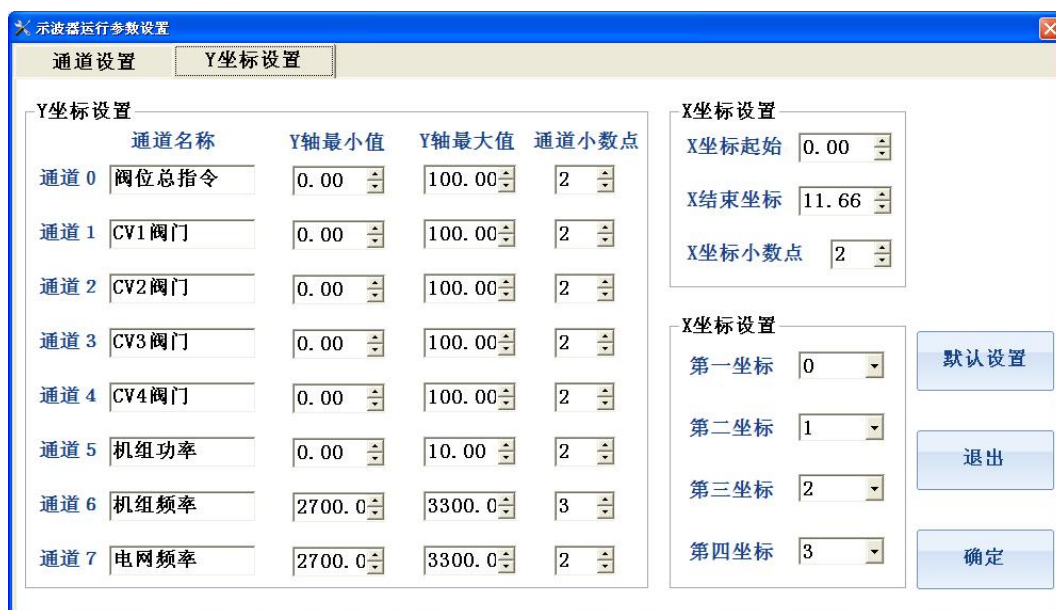 示波器运行参数设置
通道设置 Y坐标设置
Y坐标设置
通道名称 Y轴最小值 Y轴最大值 通道小数点
通道 0 阀位总指令 0.00 100.00 2
通道 1 CV1阀门 0.00 100.00 2
通道 2 CV2阀门 0.00 100.00 2
通道 3 CV3阀门 0.00 100.00 2
通道 4 CV4阀门 0.00 100.00 2
通道 5 机组功率 0.00 10.00 2
通道 6 机组频率 2700.0 3300.0 3
通道 7 电网频率 2700.0 3300.0 2
X坐标设置
X坐标起始 0.00
X结束坐标 11.66
X坐标小数点 2
X坐标设置
第一坐标 0
第二坐标 1
第三坐标 2
第四坐标 3
默认设置
退出
确定